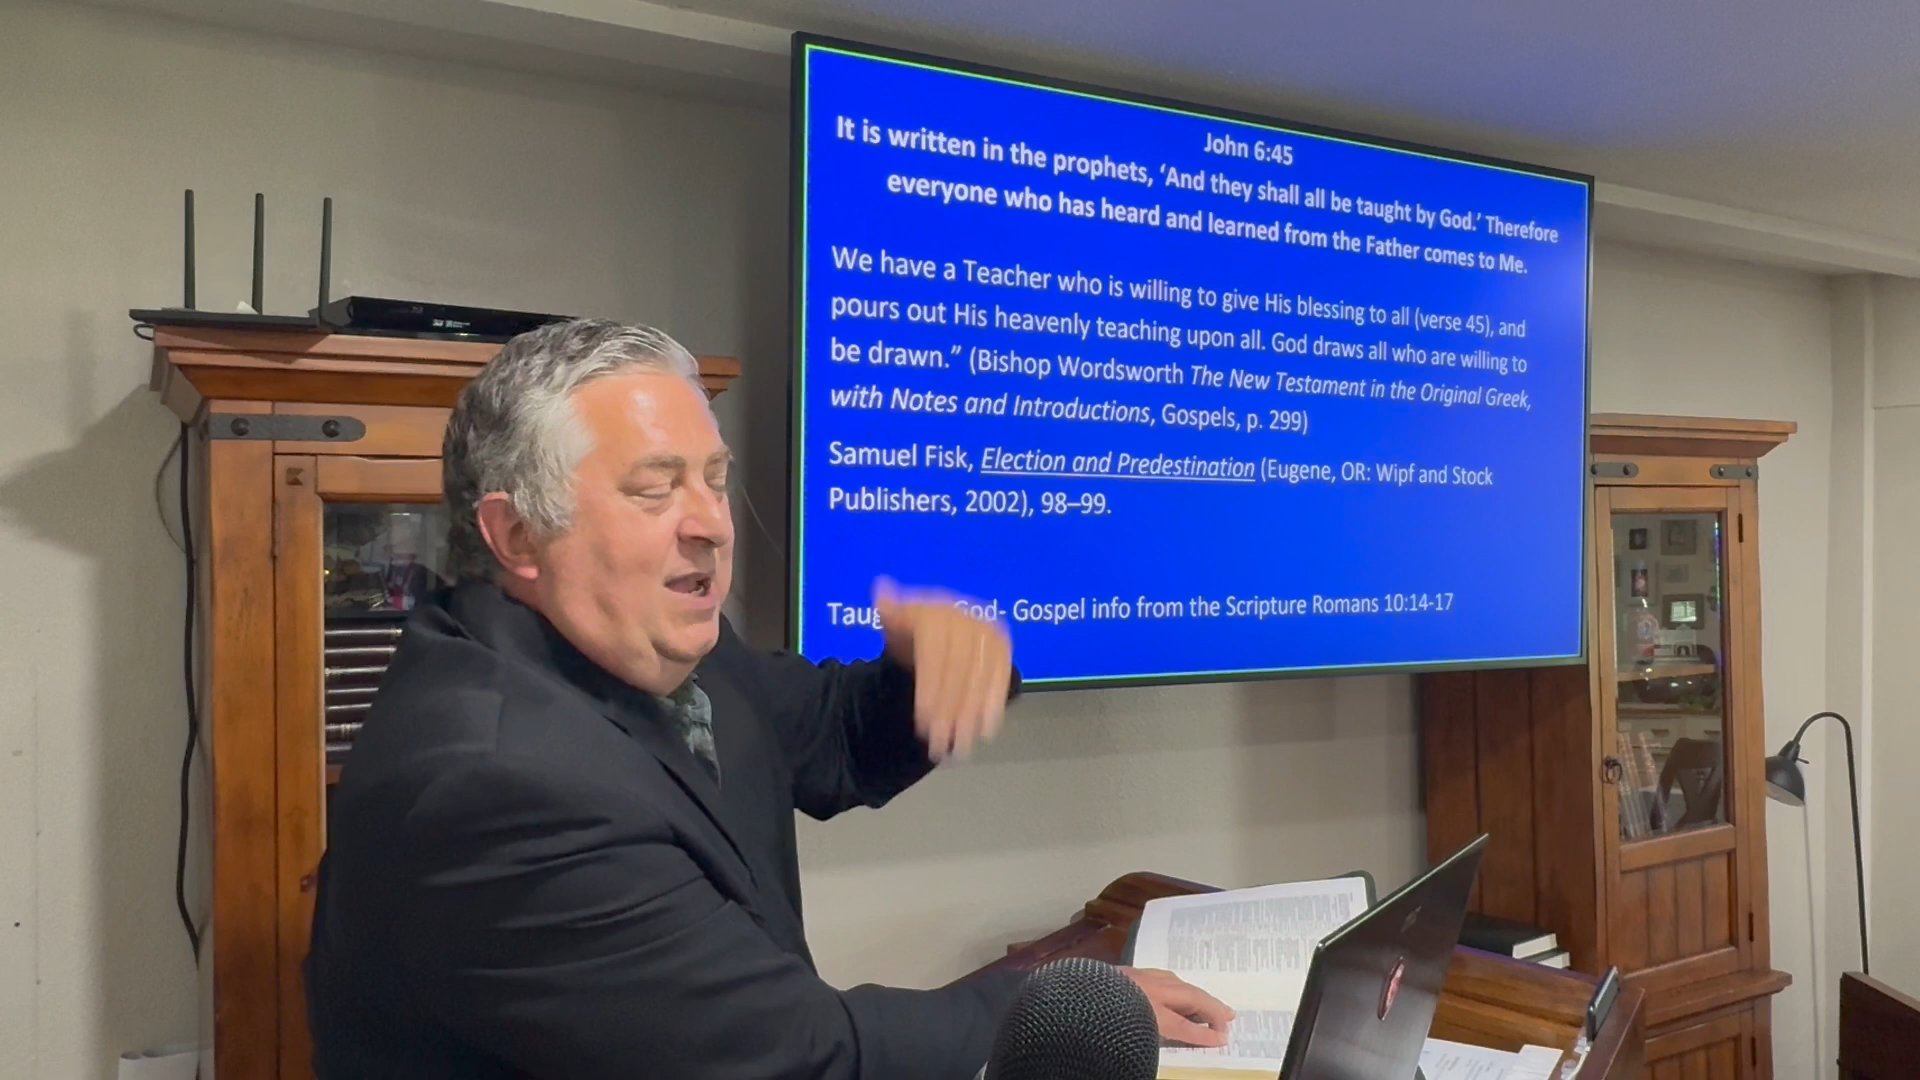 John 6:45
It is written in the prophets, ‘And they shall all be taught by God.’ Therefore
everyone who has heard and learned from the Father comes to Me.
We have a Teacher who is willing to give His blessing to all (verse 45), and
pours out His heavenly teaching upon all. God draws all who are willing to
be drawn.” (Bishop Wordsworth The New Testament in the Original Greek,
with Notes and Introductions, Gospels, p. 299)
Samuel Fisk, Election and Predestination (Eugene, OR: Wipf and Stock
Publishers, 2002), 98–99.
God- Gospel info from the Scripture Romans 10:14-17